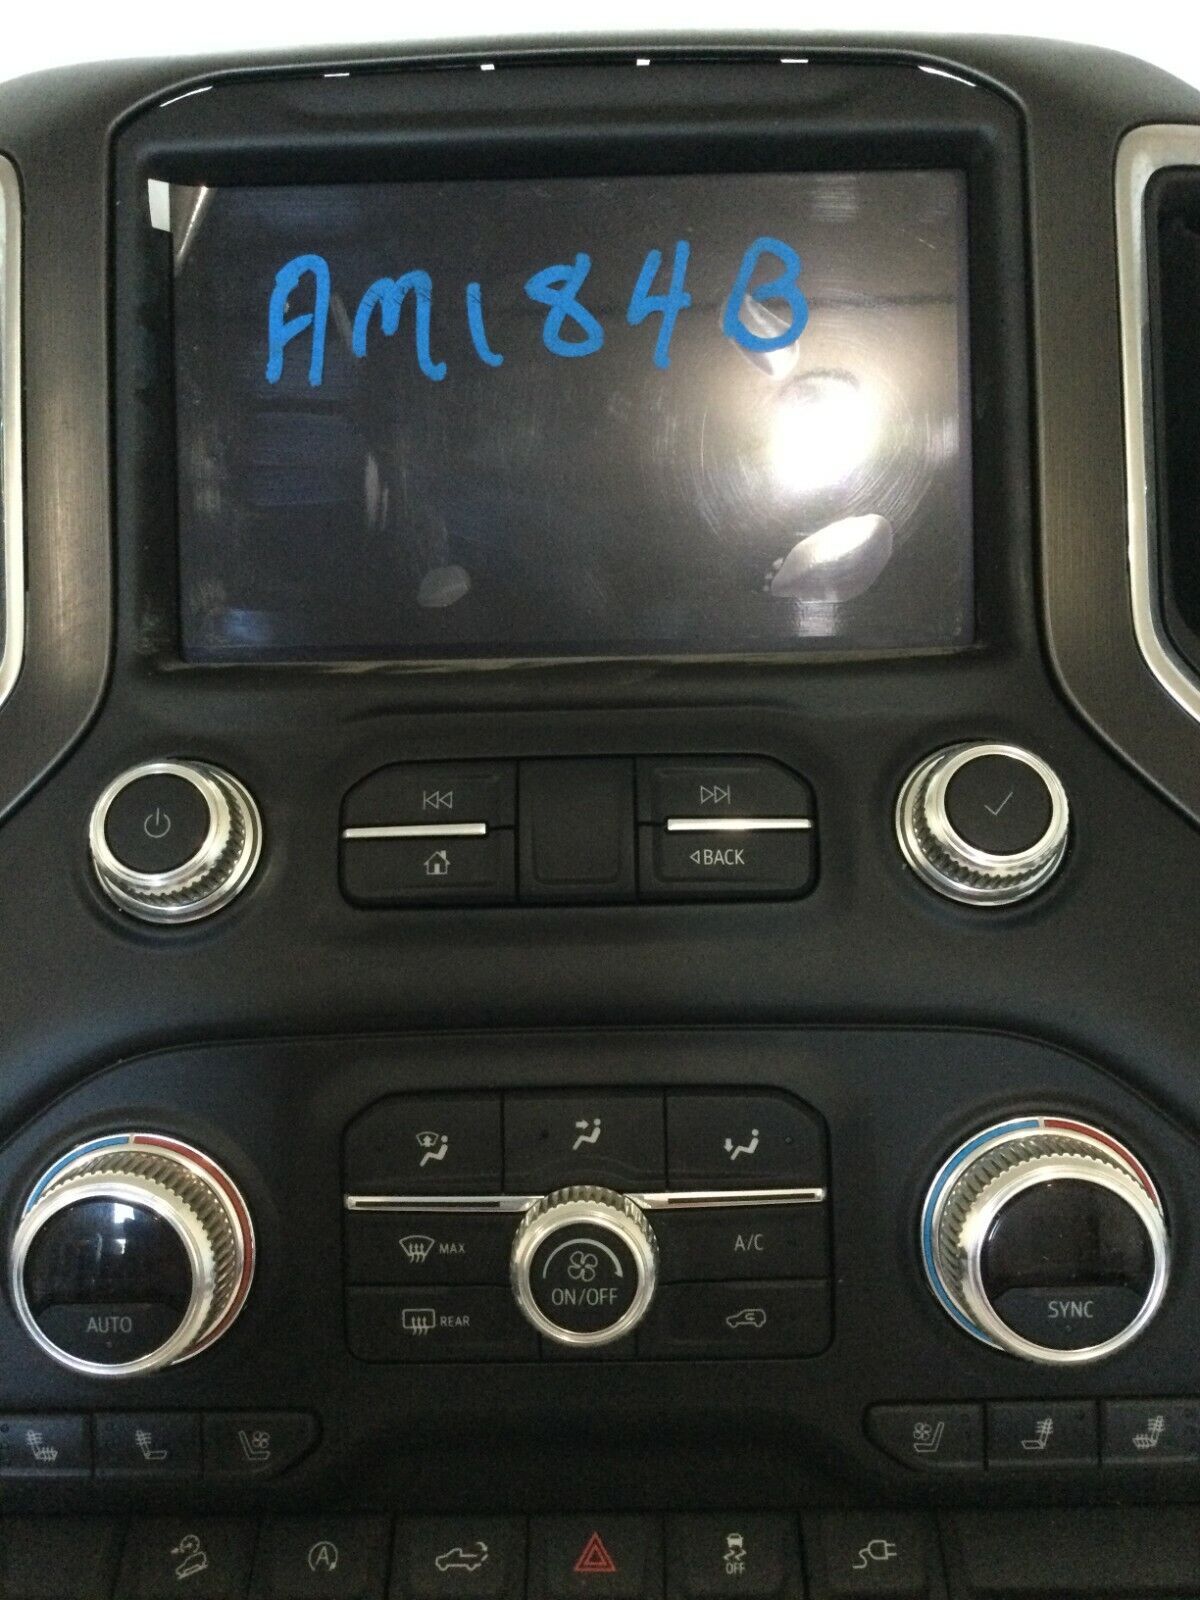 AM184B
BACK
MAX
A/C
ON/OFF
REAR
AUTO
SYNC
A
OFF